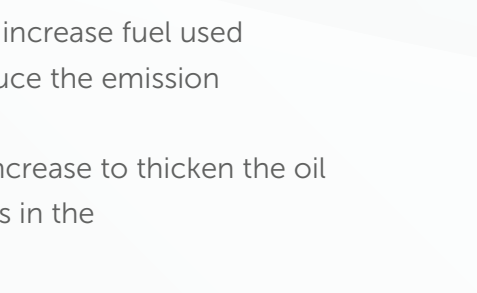 increase fuel used
uce the emission
ncrease to thicken the oil
s in the